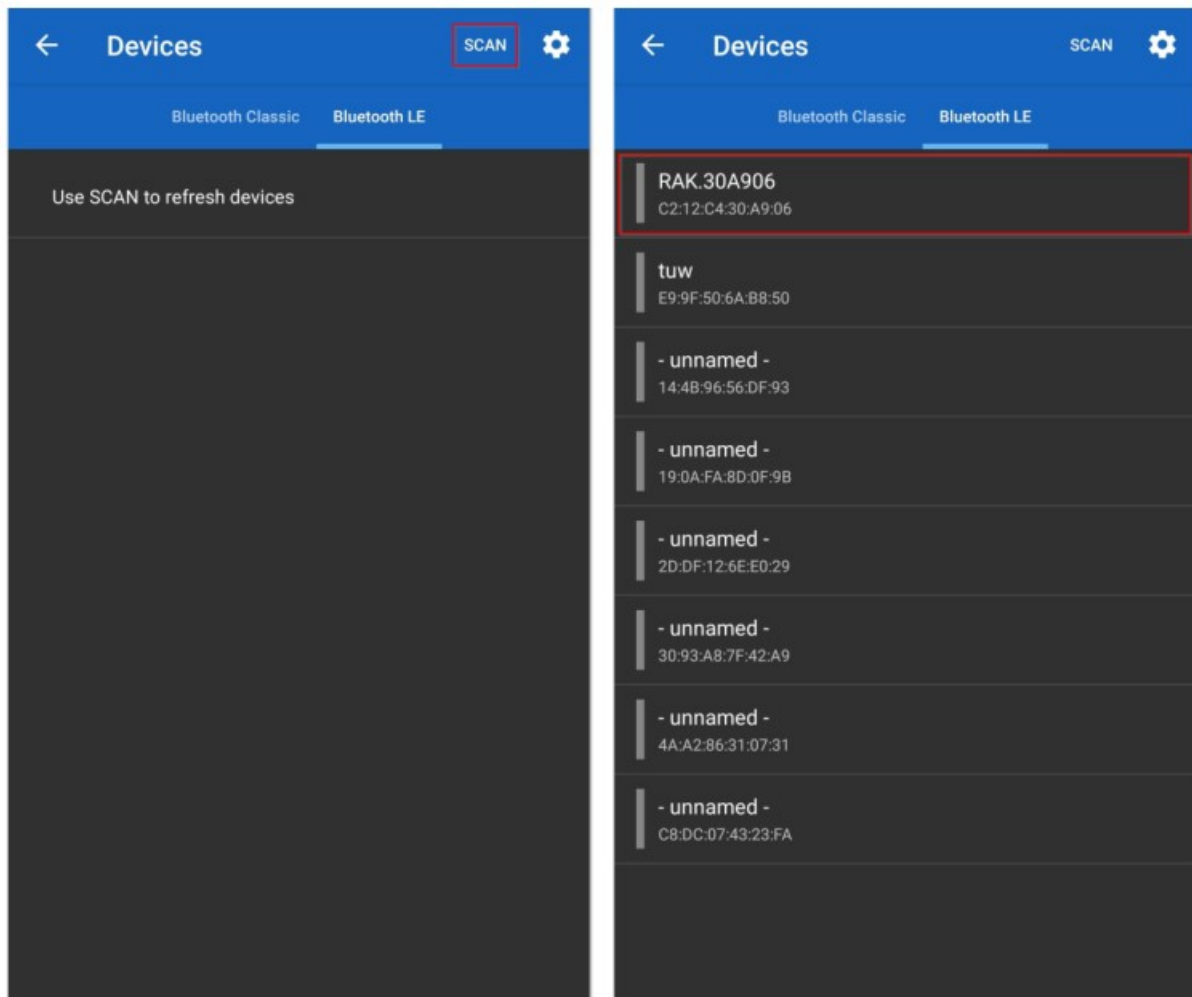 Devices
SCAN
Bluetooth Classic
Bluetooth LE
Use SCAN to refresh devices
Devices
SCAN
Bluetooth Classic
Bluetooth LE
RAK.30A906
C2:12:C4:30:A9:06
tuw
E9:9F:50:6A:B8:50
- unnamed -
14:4B:96:56:DF:93
- unnamed -
19:0A:FA:8D:0F:9B
- unnamed -
2D:DF:12:6E:E0:29
- unnamed -
30:93:A8:7F:42:A9
- unnamed -
4A:A2:86:31:07:31
- unnamed -
C8:DC:07:43:23:FA